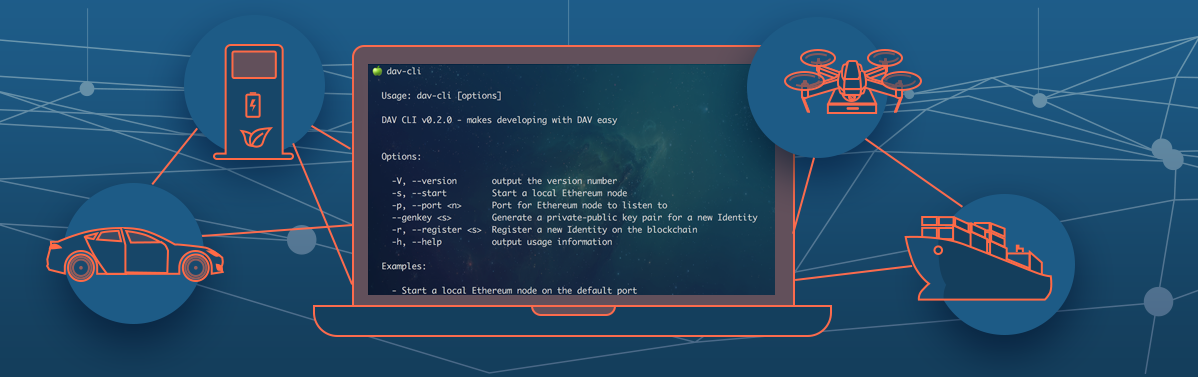 dav-cli
Usage: dav-cli [options]
DAV CLI v0.2.0 - makes developing with DAV easy
Options:
-V, --version output the version number
-s, --start Start a local Ethereum node
-p, --port <n> Port for Ethereum node to listen to
--genkey <s> Generate a private-public key pair for a new Identity
-r, --register <s> Register a new Identity on the blockchain
-h, --help output usage information
Examples:
- Start a local Ethereum node on the default port